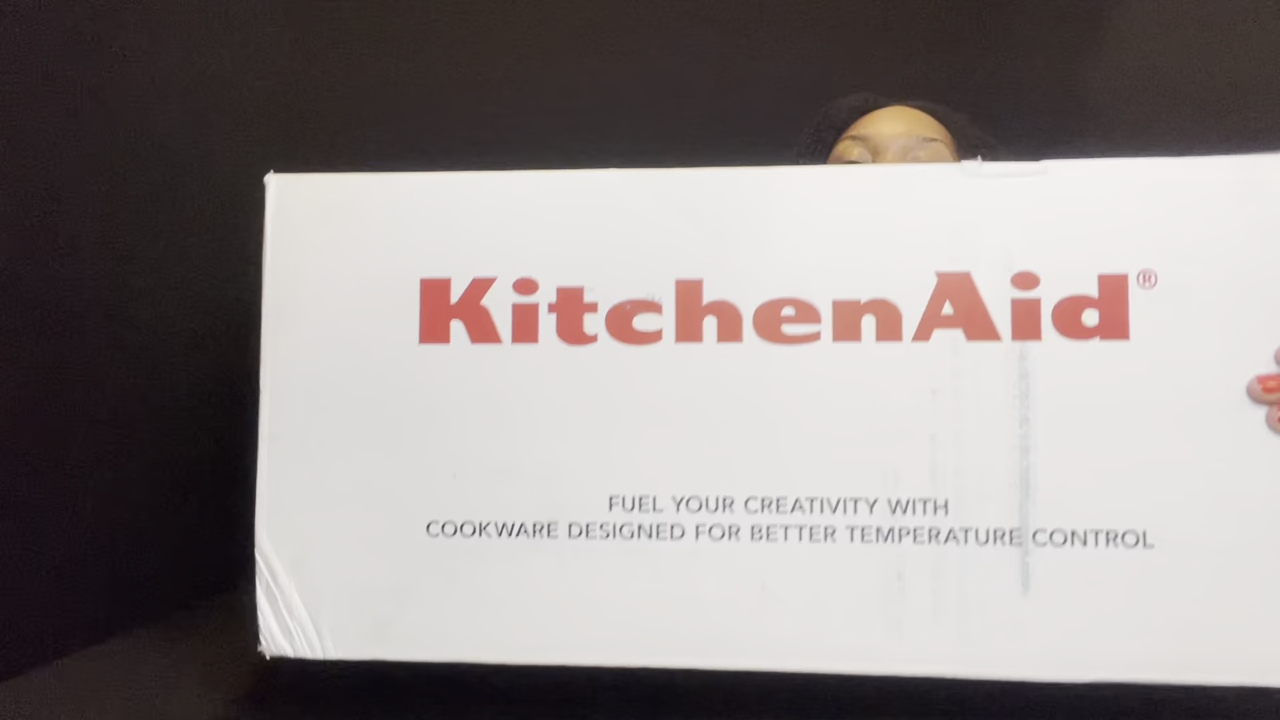 KitchenAid®
FUEL YOUR CREATIVITY WITH
COOKWARE DESIGNED FOR BETTER TEMPERATURE CONTROL